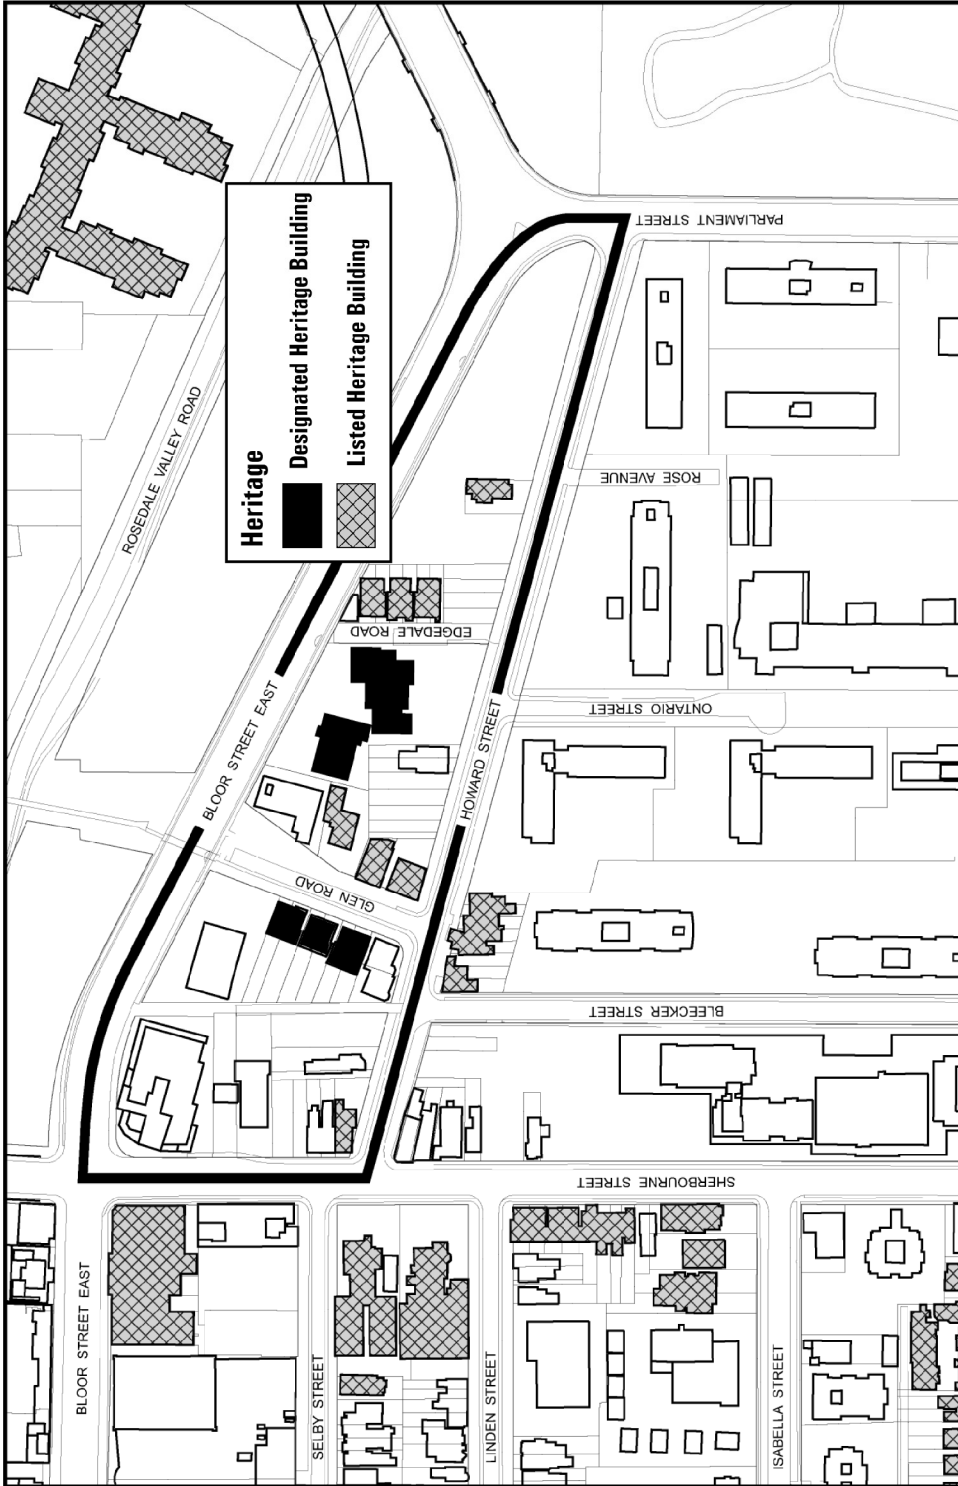 Heritage
Designated Heritage Building
Listed Heritage Building
ROSEDALE VALLEY ROAD
PARLIAMENT STREET
ROSE AVENUE
EDGEDALE ROAD
BLOOR STREET EAST
ONTARIO STREET
HOWARD STREET
GLEN ROAD
BLEECKER STREET
SHERBOURNE STREET
BLOOR STREET EAST
SELBY STREET
LINDEN STREET
ISABELLA STREET